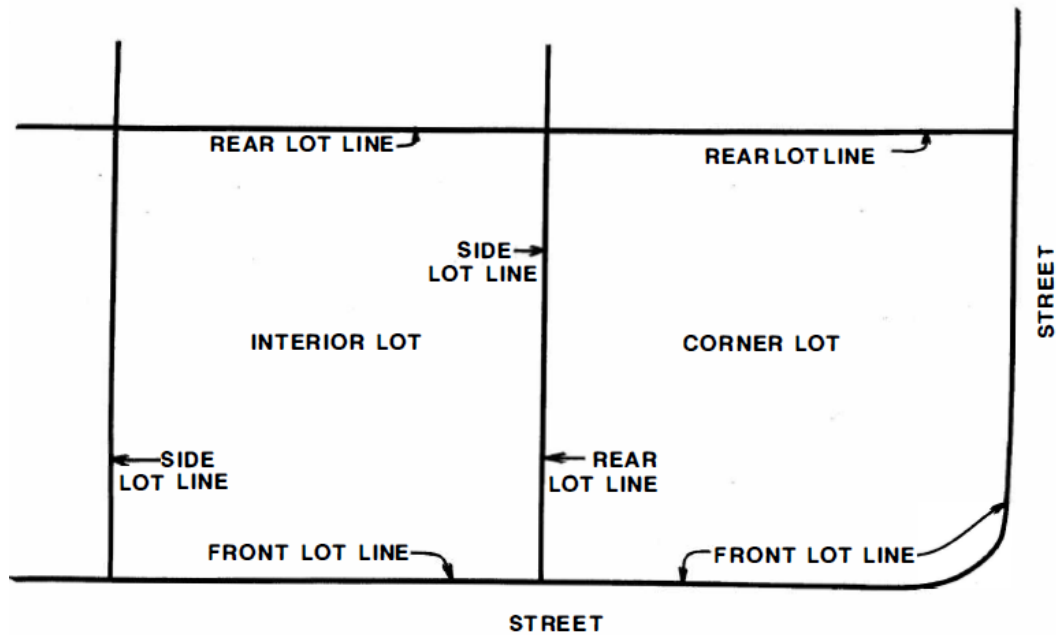 REAR LOT LINE
REAR LOT LINE
SIDE
LOT LINE
STREET
INTERIOR LOT
CORNER LOT
SIDE
LOT LINE
REAR
LOT LINE
FRONT LOT LINE
FRONT LOT LINE
STREET